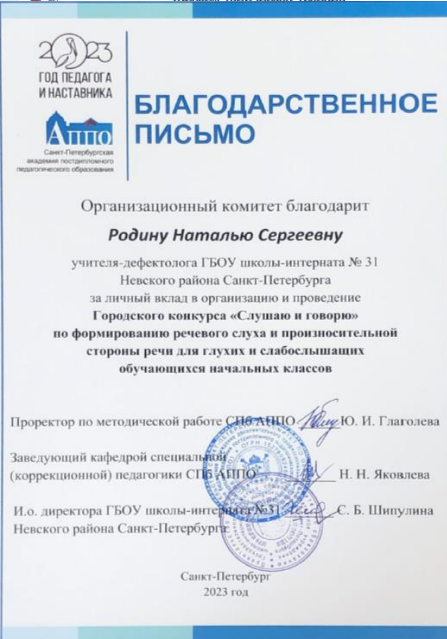 2023
ГОД ПЕДАГОГА
И НАСТАВНИКА
АППО
Санкт-Петербургская
академия постдипломного
педагогического образования
БЛАГОДАРСТВЕННОЕ
ПИСЬМО
Организационный комитет благодарит
Родину Наталью Сергеевну
учителя-дефектолога ГБОУ школы-интерната № 31
Невского района Санкт-Петербурга
за личный вклад в организацию и проведение
Городского конкурса «Слушаю и говорю»
по формированию речевого слуха и произносительной
стороны речи для глухих и слабослышащих
обучающихся начальных классов
Проректор по методической работе СПб АППО Ю. И. Глаголева
Заведующий кафедрой специальной
(коррекционной) педагогики СПб АППО Н. Н. Яковлева
И.о. директора ГБОУ школы-интерната №31 С. Б. Шипулина
Невского района Санкт-Петербурга
Санкт-Петербург
2023 год